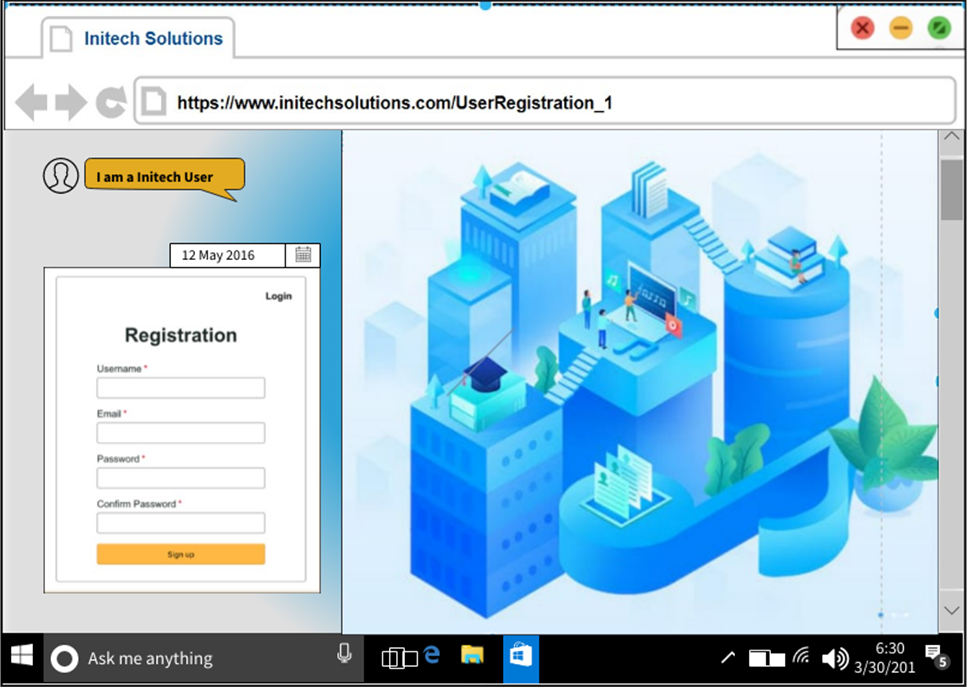 Initech Solutions
https://www.initechsolutions.com/UserRegistration_1
I am a Initech User
12 May 2016
Login
Registration
Username *
Email *
Password *
Confirm Password *
Sign up
Ask me anything
6:30
3/30/201
5